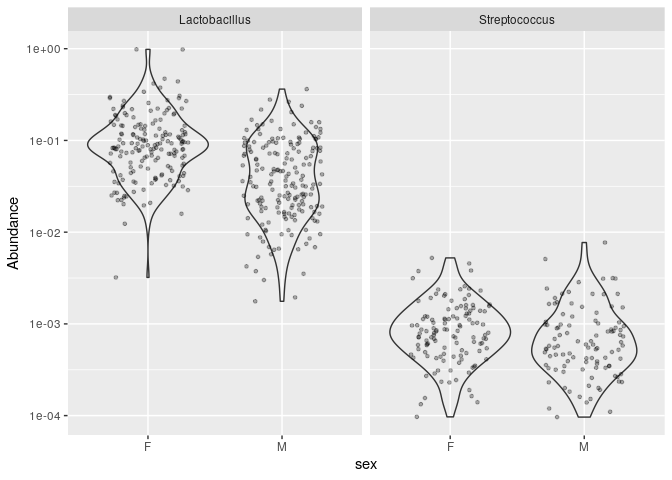 Lactobacillus Streptococcus
1e+00
1e-01
1e-02
1e-03
1e-04
Abundance
F M F M
sex